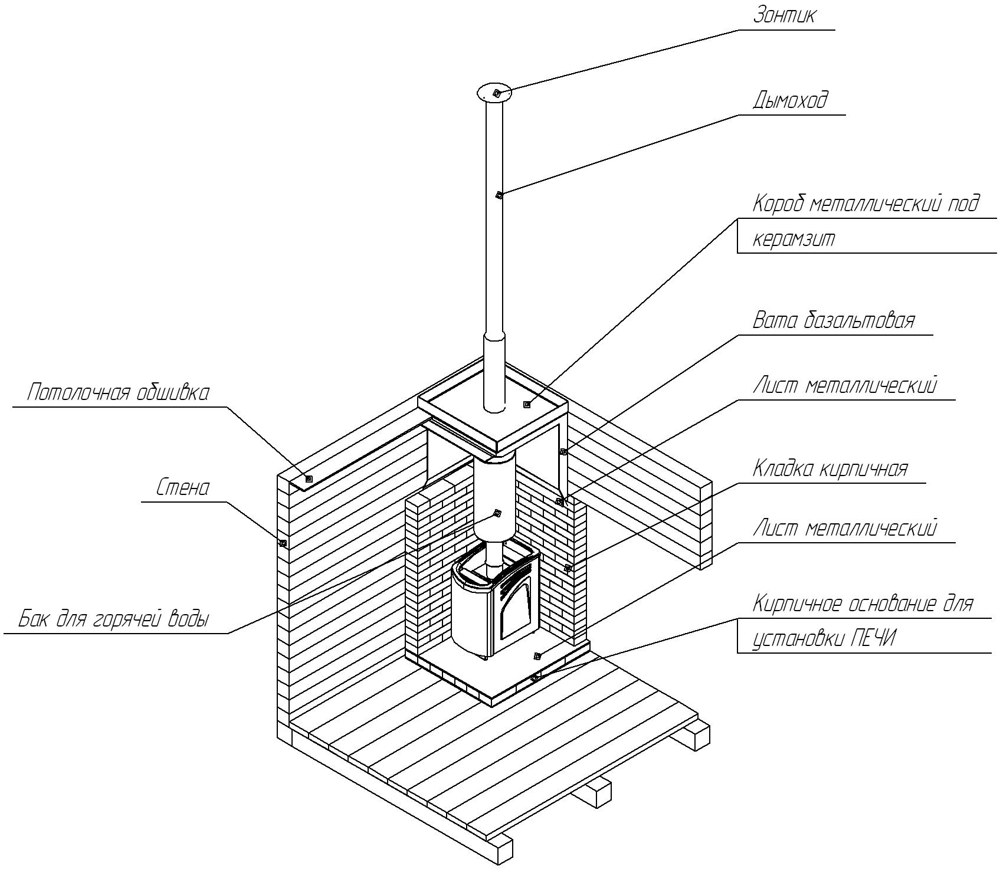 Зонтик
Дымоход
Короб металлический под
керамзит
Вата базальтовая
Лист металлический
Потолочная обшивка
Кладка кирпичная
Стена
Лист металлический
Кирпичное основание для
установки ПЕЧИ
Бак для горячей воды